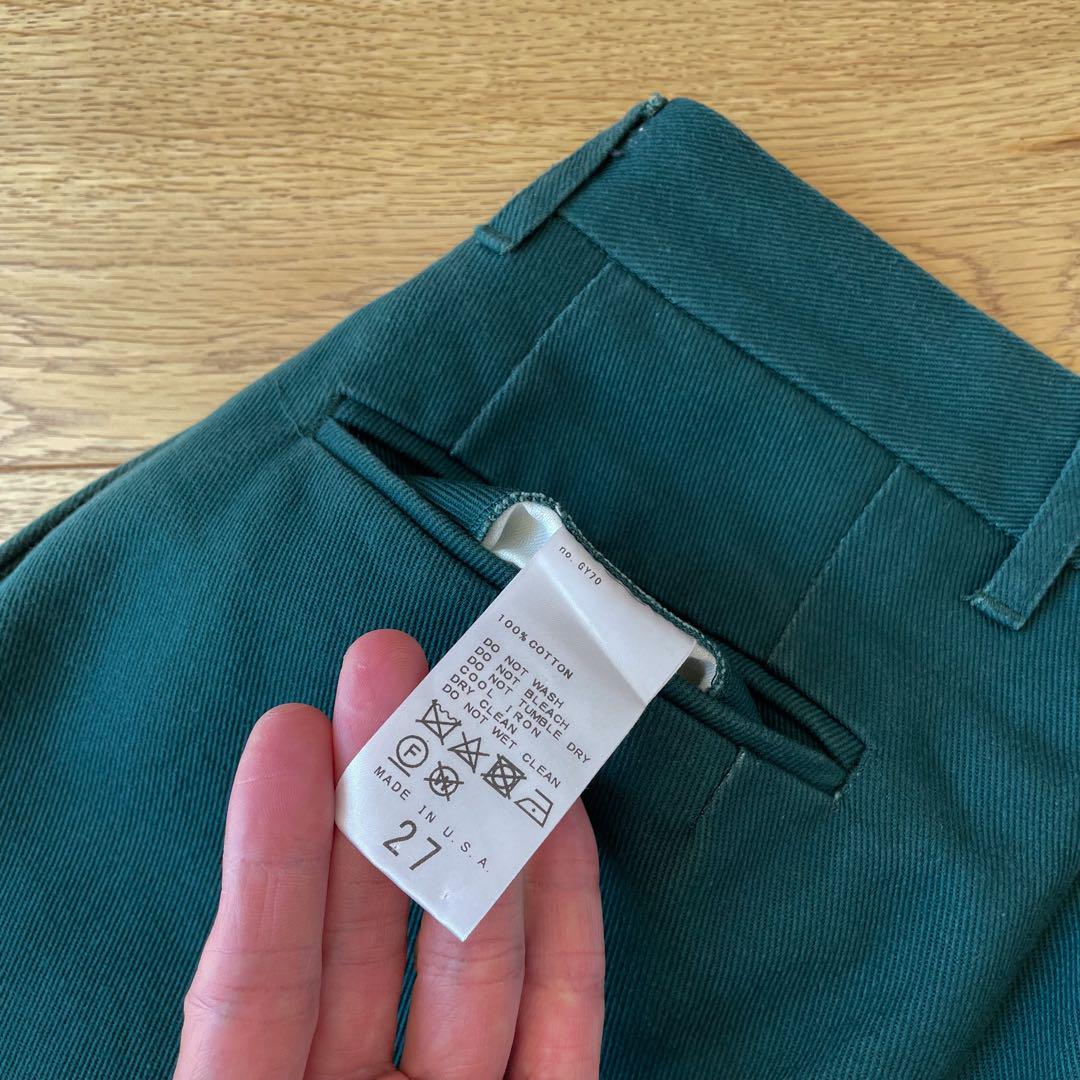 no. GY70
100% COTTON
DO NOT WASH
DO NOT BLEACH
DO NOT TUMBLE DRY
COOL IRON
DRY CLEAN
DO NOT WET CLEAN
F
W
MADE IN U.S.A.
27